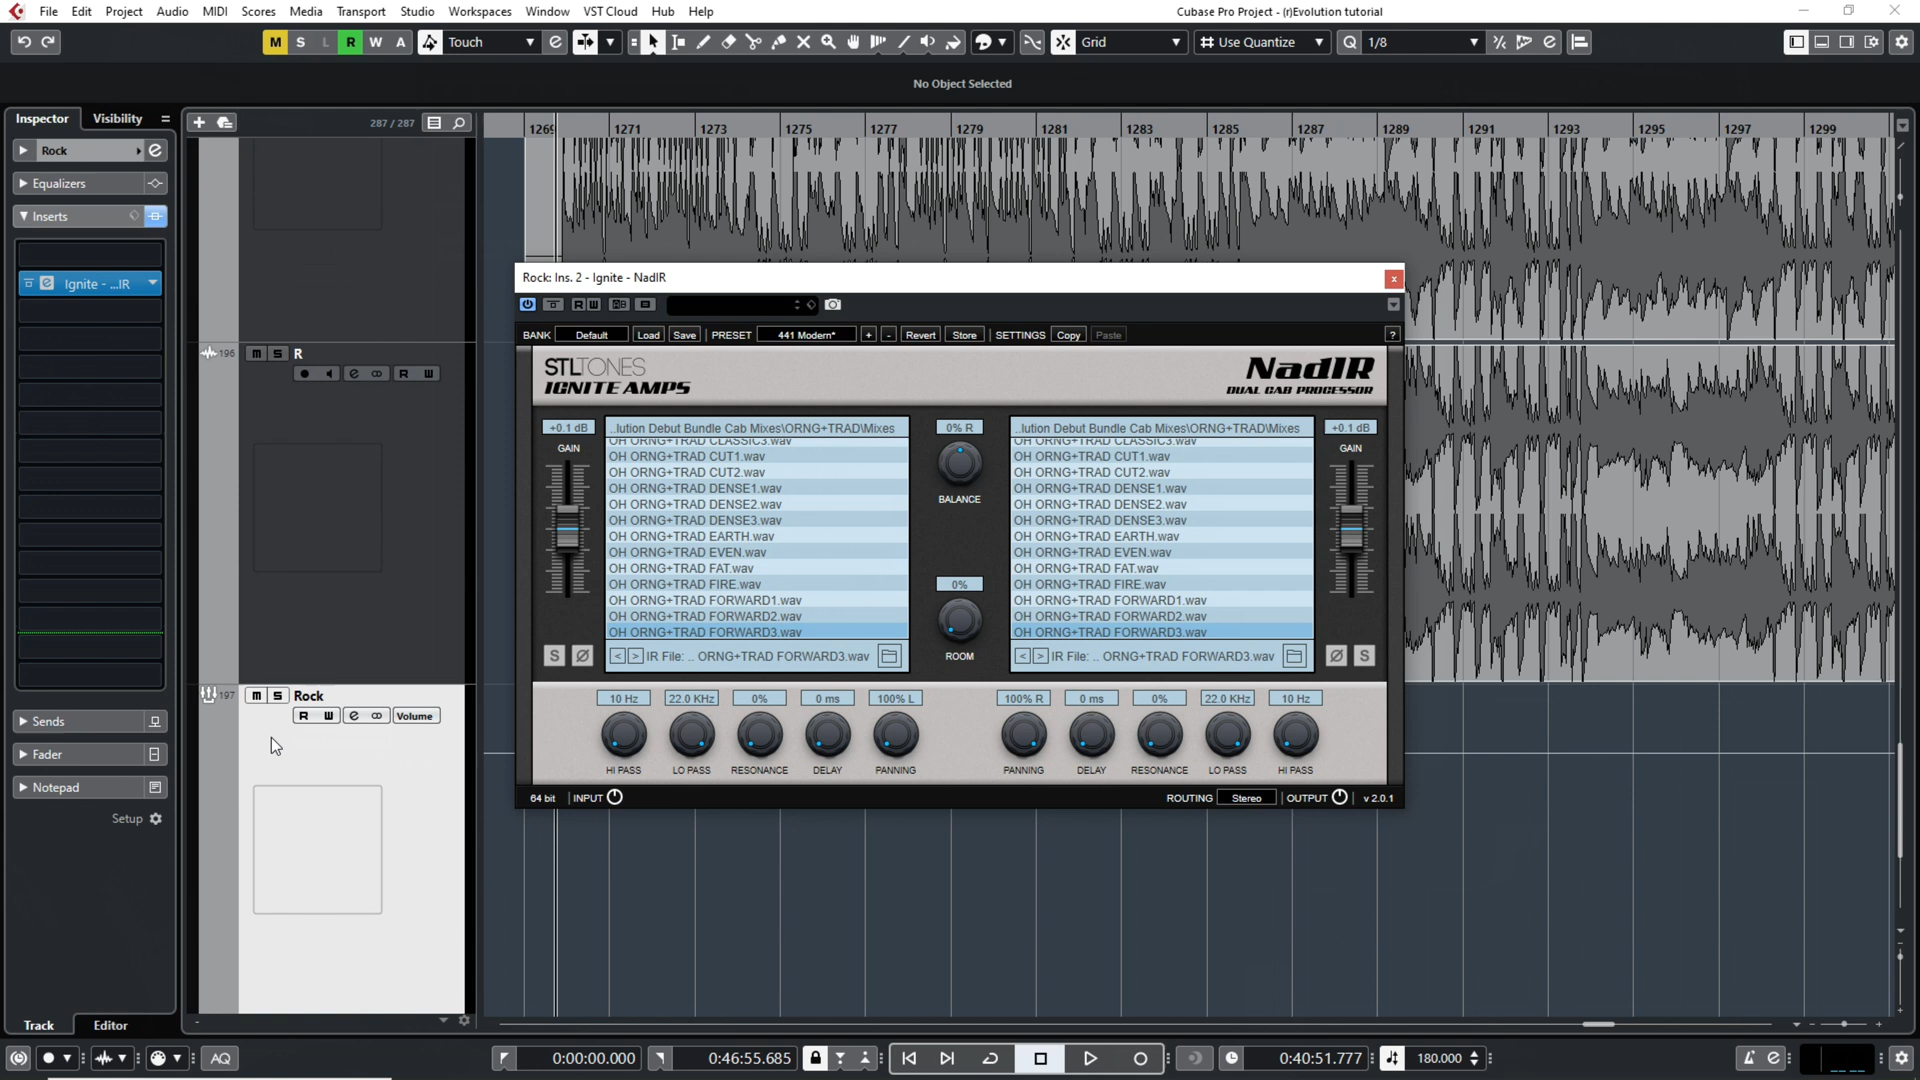 File Edit Project Audio MIDI Scores Media Transport Studio Workspaces Window VST Cloud Hub Help
Cubase Pro Project - (r)Evolution tutorial
M S L R W A Touch Grid # Use Quantize Q 1/8
No Object Selected
Inspector Visibility 287 / 287
1269 1271 1273 1275 1277 1279 1281 1283 1285 1287 1289 1291 1293 1295 1297 1299
Rock
Equalizers
Inserts
Ignite - ...IR
Sends
Fader
Notepad
Setup
Track Editor
196 m S R
R W
197 m S Rock
R W Volume
Rock: Ins. 2 - Ignite - NadIR
BANK Default Load Save | PRESET 441 Modern* + - Revert Store | SETTINGS Copy Paste ?
STLTONES
IGNITE AMPS
NadIR
DUAL CAB PROCESSOR
+0.1 dB
GAIN
..lution Debut Bundle Cab Mixes\ORNG+TRAD\Mixes
OH ORNG+TRAD CLASSIC3.wav
OH ORNG+TRAD CUT1.wav
OH ORNG+TRAD CUT2.wav
OH ORNG+TRAD DENSE1.wav
OH ORNG+TRAD DENSE2.wav
OH ORNG+TRAD DENSE3.wav
OH ORNG+TRAD EARTH.wav
OH ORNG+TRAD EVEN.wav
OH ORNG+TRAD FAT.wav
OH ORNG+TRAD FIRE.wav
OH ORNG+TRAD FORWARD1.wav
OH ORNG+TRAD FORWARD2.wav
OH ORNG+TRAD FORWARD3.wav
S Ø < > IR File: .. ORNG+TRAD FORWARD3.wav
0% R
BALANCE
0%
ROOM
..lution Debut Bundle Cab Mixes\ORNG+TRAD\Mixes
OH ORNG+TRAD CLASSIC3.wav
OH ORNG+TRAD CUT1.wav
OH ORNG+TRAD CUT2.wav
OH ORNG+TRAD DENSE1.wav
OH ORNG+TRAD DENSE2.wav
OH ORNG+TRAD DENSE3.wav
OH ORNG+TRAD EARTH.wav
OH ORNG+TRAD EVEN.wav
OH ORNG+TRAD FAT.wav
OH ORNG+TRAD FIRE.wav
OH ORNG+TRAD FORWARD1.wav
OH ORNG+TRAD FORWARD2.wav
OH ORNG+TRAD FORWARD3.wav
< > IR File: .. ORNG+TRAD FORWARD3.wav Ø S
+0.1 dB
GAIN
10 Hz 22.0 KHz 0% 0 ms 100% L 100% R 0 ms 0% 22.0 KHz 10 Hz
HI PASS LO PASS RESONANCE DELAY PANNING PANNING DELAY RESONANCE LO PASS HI PASS
64 bit | INPUT ROUTING Stereo | OUTPUT | v 2.0.1
AQ 0:00:00.000 0:46:55.685 0:40:51.777 180.000